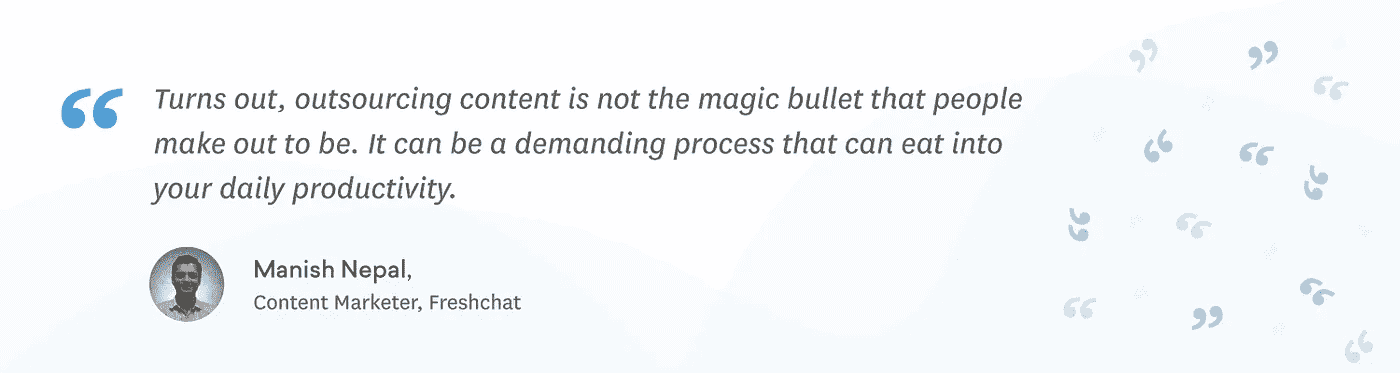 “ Turns out, outsourcing content is not the magic bullet that people
make out to be. It can be a demanding process that can eat into
your daily productivity.
Manish Nepal,
Content Marketer, Freshchat